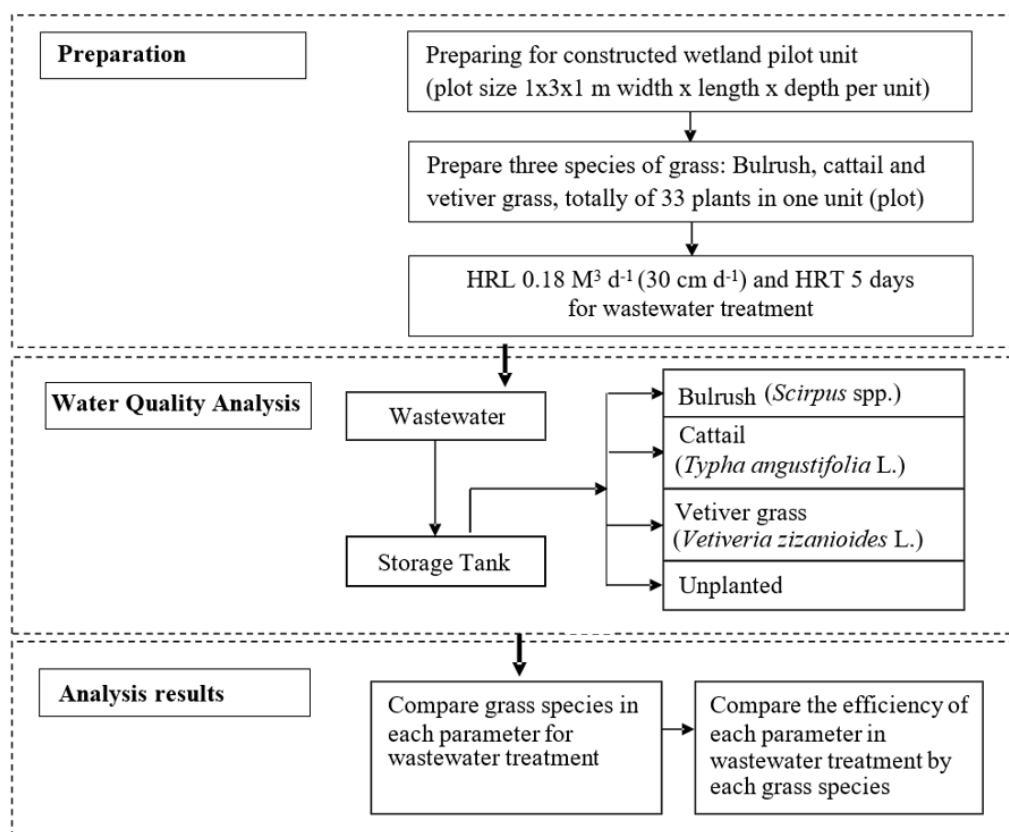 Preparation
Preparing for constructed wetland pilot unit
(plot size 1x3x1 m width x length x depth per unit)
Prepare three species of grass: Bulrush, cattail and
vetiver grass, totally of 33 plants in one unit (plot)
HRL 0.18 M³ d⁻¹ (30 cm d⁻¹) and HRT 5 days
for wastewater treatment
Water Quality Analysis
Wastewater
Storage Tank
Bulrush (Scirpus spp.)
Cattail
(Typha angustifolia L.)
Vetiver grass
(Vetiveria zizanioides L.)
Unplanted
Analysis results
Compare grass species in
each parameter for
wastewater treatment
Compare the efficiency of
each parameter in
wastewater treatment by
each grass species